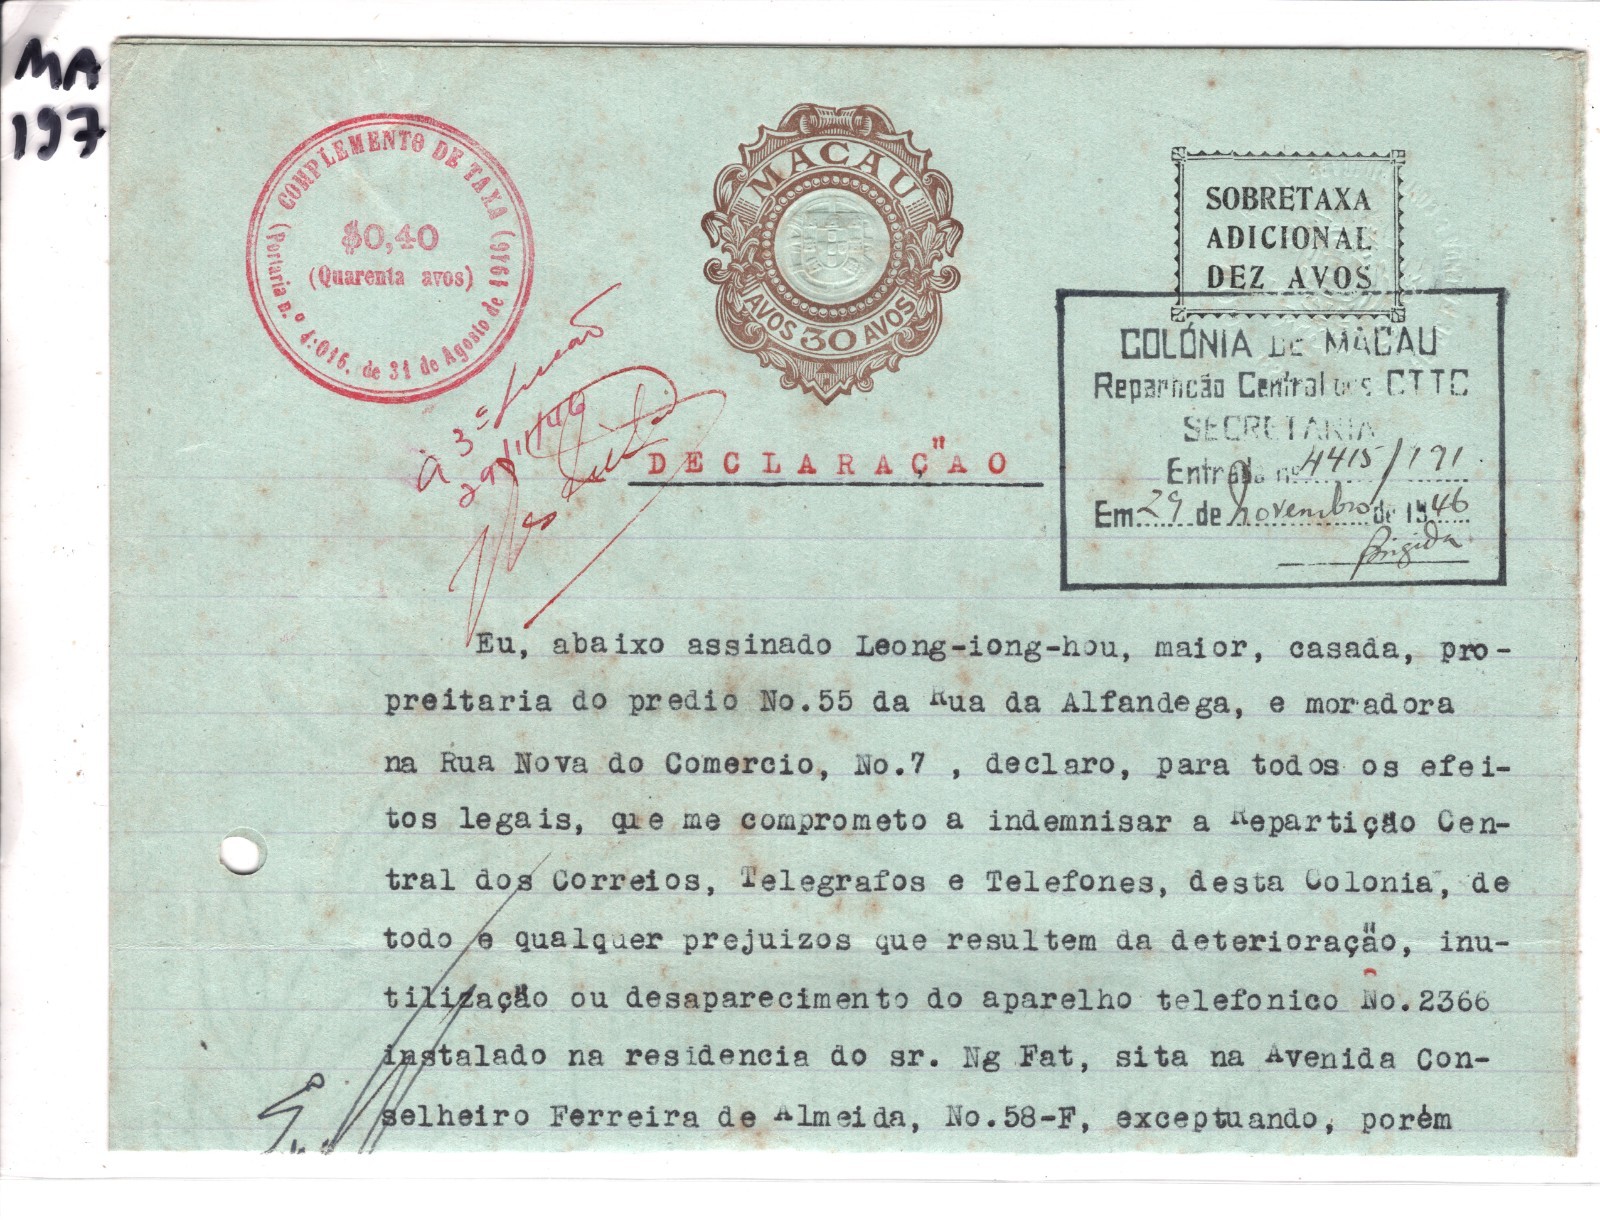 MA
197
COMPLEMENTO DE TAXA
$0,40
(Quarenta avos)
(Portaria n.º 4:016, de 31 de Agosto de 1946)
MACAU
AVOS 30 AVOS
SOBRETAXA
ADICIONAL
DEZ AVOS
COLÓNIA DE MACAU
Repartição Central dos CTTC
SECRETARIA
Entrada nº 4415/191
Em 29 de Novembro de 1946
Brigida
à 3ª secção
29/11/46
DECLARAÇÃO
Eu, abaixo assinado Leong-iong-hou, maior, casada, pro-
preitaria do predio No.55 da Rua da Alfandega, e moradora
na Rua Nova do Comercio, No.7 , declaro, para todos os efei-
tos legais, que me comprometo a indemnisar a Repartição Cen-
tral dos Correios, Telegrafos e Telefones, desta Colonia, de
todo e qualquer prejuizos que resultem da deterioração, inu-
tilização ou desaparecimento do aparelho telefonico No.2366
instalado na residencia do sr. Ng Fat, sita na Avenida Con-
selheiro Ferreira de Almeida, No.58-F, exceptuando, porém